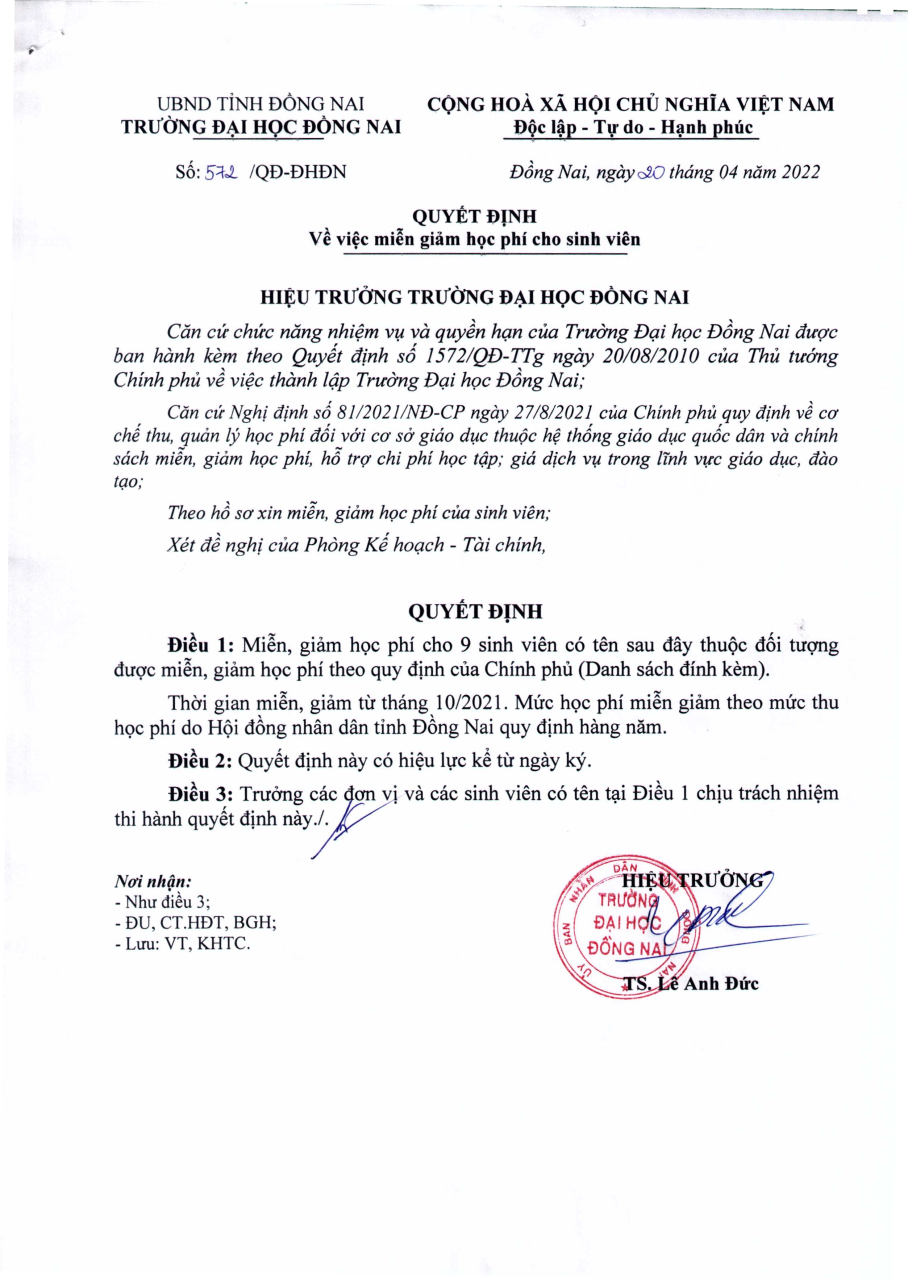 UBND TỈNH ĐỒNG NAI
TRƯỜNG ĐẠI HỌC ĐỒNG NAI
CỘNG HOÀ XÃ HỘI CHỦ NGHĨA VIỆT NAM
Độc lập - Tự do - Hạnh phúc
Số: 572 /QĐ-ĐHĐN
Đồng Nai, ngày 20 tháng 04 năm 2022
QUYẾT ĐỊNH
Về việc miễn giảm học phí cho sinh viên
HIỆU TRƯỞNG TRƯỜNG ĐẠI HỌC ĐỒNG NAI
Căn cứ chức năng nhiệm vụ và quyền hạn của Trường Đại học Đồng Nai được
ban hành kèm theo Quyết định số 1572/QĐ-TTg ngày 20/08/2010 của Thủ tướng
Chính phủ về việc thành lập Trường Đại học Đồng Nai;
Căn cứ Nghị định số 81/2021/NĐ-CP ngày 27/8/2021 của Chính phủ quy định về cơ
chế thu, quản lý học phí đối với cơ sở giáo dục thuộc hệ thống giáo dục quốc dân và chính
sách miễn, giảm học phí, hỗ trợ chi phí học tập; giá dịch vụ trong lĩnh vực giáo dục, đào
tạo;
Theo hồ sơ xin miễn, giảm học phí của sinh viên;
Xét đề nghị của Phòng Kế hoạch - Tài chính,
QUYẾT ĐỊNH
Điều 1: Miễn, giảm học phí cho 9 sinh viên có tên sau đây thuộc đối tượng
được miễn, giảm học phí theo quy định của Chính phủ (Danh sách đính kèm).
Thời gian miễn, giảm từ tháng 10/2021. Mức học phí miễn giảm theo mức thu
học phí do Hội đồng nhân dân tỉnh Đồng Nai quy định hàng năm.
Điều 2: Quyết định này có hiệu lực kể từ ngày ký.
Điều 3: Trưởng các đơn vị và các sinh viên có tên tại Điều 1 chịu trách nhiệm
thi hành quyết định này./.
Nơi nhận:
- Như điều 3;
- ĐU, CT.HĐT, BGH;
- Lưu: VT, KHTC.
HIỆU TRƯỞNG
ỦY BAN NHÂN DÂN TỈNH ĐỒNG NAI
TRƯỜNG
ĐẠI HỌC
ĐỒNG NAI
TS. Lê Anh Đức